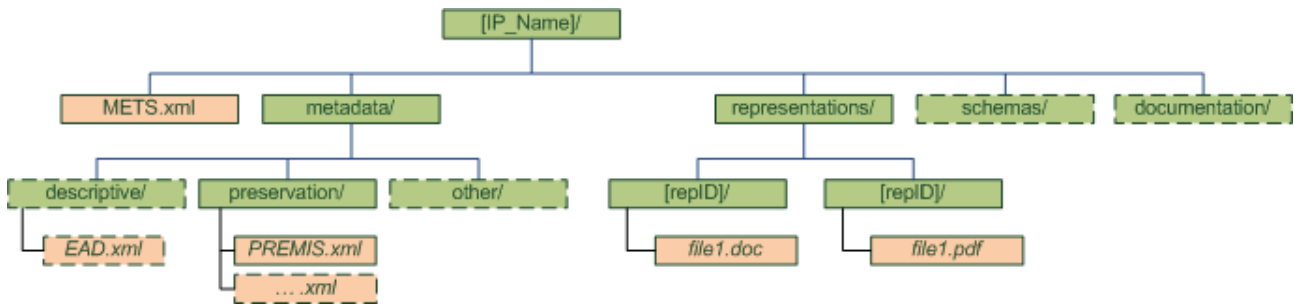 [IP_Name]/
METS.xml
metadata/
representations/
schemas/
documentation/
descriptive/
preservation/
other/
[repID]/
[repID]/
EAD.xml
PREMIS.xml
file1.doc
file1.pdf
... .xml